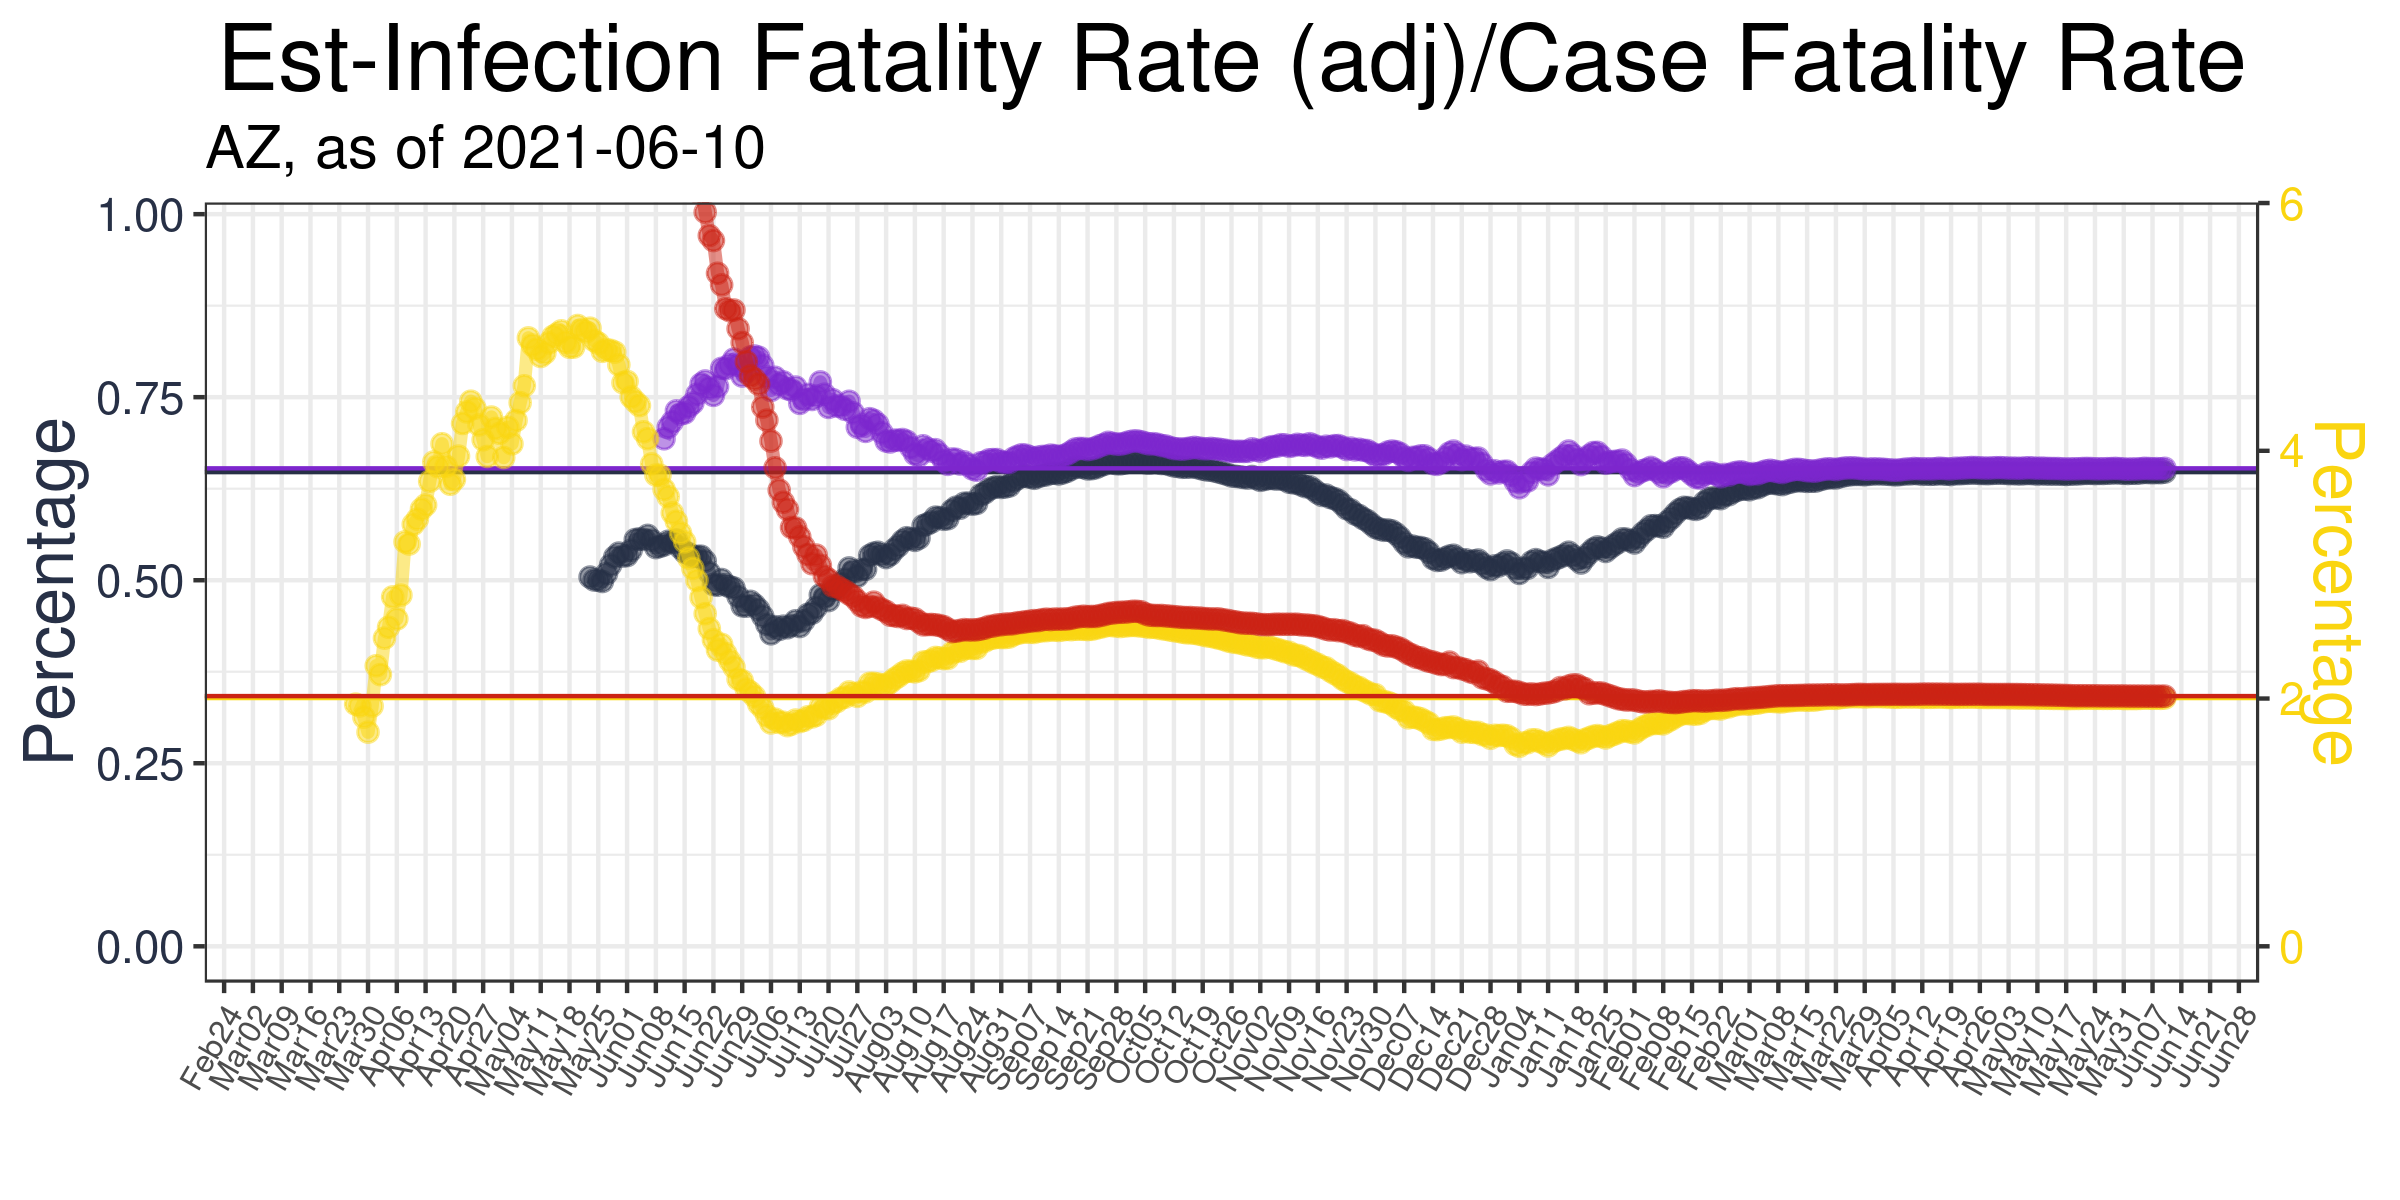 Est-Infection Fatality Rate (adj)/Case Fatality Rate
AZ, as of 2021-06-10
Percentage
1.00
0.75
0.50
0.25
0.00
6
4
2
0
Percentage
Feb24
Mar02
Mar09
Mar16
Mar23
Mar30
Apr06
Apr13
Apr20
Apr27
May04
May11
May18
May25
Jun01
Jun08
Jun15
Jun22
Jun29
Jul06
Jul13
Jul20
Jul27
Aug03
Aug10
Aug17
Aug24
Aug31
Sep07
Sep14
Sep21
Sep28
Oct05
Oct12
Oct19
Oct26
Nov02
Nov09
Nov16
Nov23
Nov30
Dec07
Dec14
Dec21
Dec28
Jan04
Jan11
Jan18
Jan25
Feb01
Feb08
Feb15
Feb22
Mar01
Mar08
Mar15
Mar22
Mar29
Apr05
Apr12
Apr19
Apr26
May03
May10
May17
May24
May31
Jun07
Jun14
Jun21
Jun28